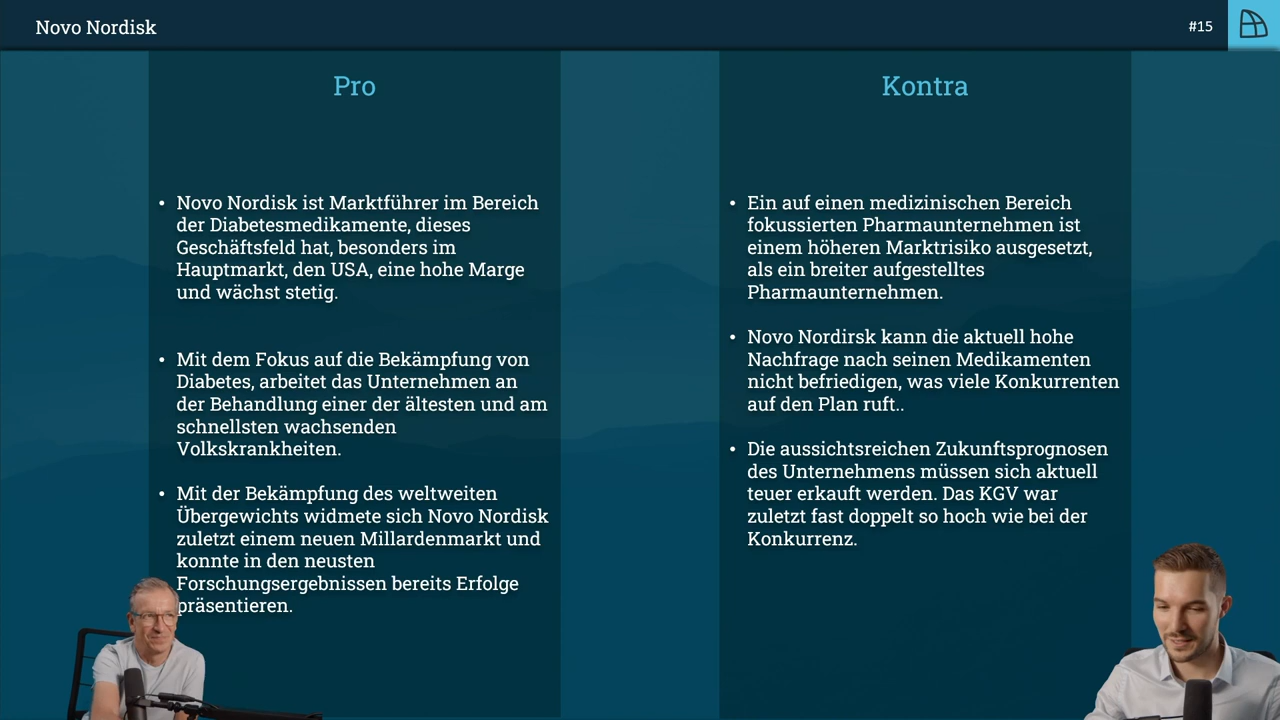 Novo Nordisk
#15
Pro
Novo Nordisk ist Marktführer im Bereich
der Diabetesmedikamente, dieses
Geschäftsfeld hat, besonders im
Hauptmarkt, den USA, eine hohe Marge
und wächst stetig.
Mit dem Fokus auf die Bekämpfung von
Diabetes, arbeitet das Unternehmen an
der Behandlung einer der ältesten und am
schnellsten wachsenden
Volkskrankheiten.
Mit der Bekämpfung des weltweiten
Übergewichts widmete sich Novo Nordisk
zuletzt einem neuen Millardenmarkt und
konnte in den neusten
Forschungsergebnissen bereits Erfolge
präsentieren.
Kontra
Ein auf einen medizinischen Bereich
fokussierten Pharmaunternehmen ist
einem höheren Marktrisiko ausgesetzt,
als ein breiter aufgestelltes
Pharmaunternehmen.
Novo Nordirsk kann die aktuell hohe
Nachfrage nach seinen Medikamenten
nicht befriedigen, was viele Konkurrenten
auf den Plan ruft..
Die aussichtsreichen Zukunftsprognosen
des Unternehmens müssen sich aktuell
teuer erkauft werden. Das KGV war
zuletzt fast doppelt so hoch wie bei der
Konkurrenz.